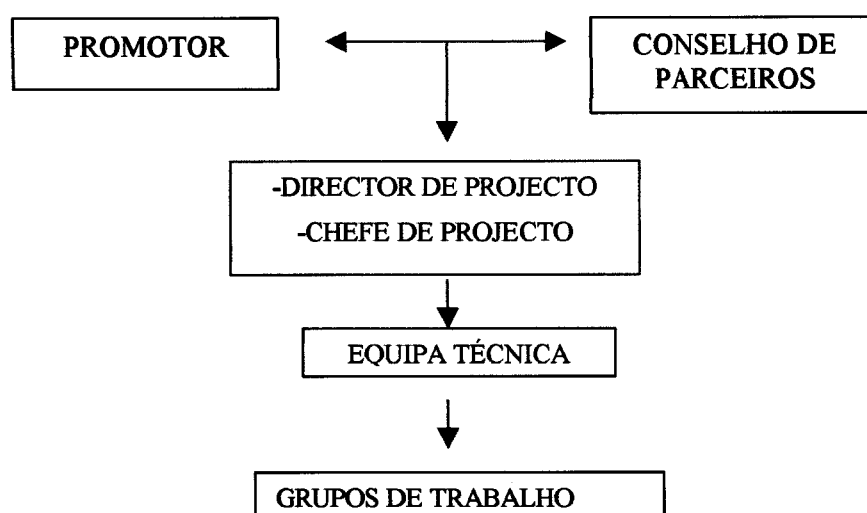 PROMOTOR
CONSELHO DE
PARCEIROS
-DIRECTOR DE PROJECTO
-CHEFE DE PROJECTO
EQUIPA TÉCNICA
GRUPOS DE TRABALHO